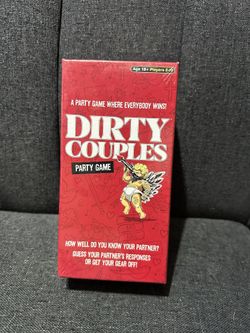 Age 18+ Players 2+
A PARTY GAME WHERE EVERYBODY WINS!
DIRTY
COUPLES
PARTY GAME
HOW WELL DO YOU KNOW YOUR PARTNER?
GUESS YOUR PARTNER'S RESPONSES
OR GET YOUR GEAR OFF!